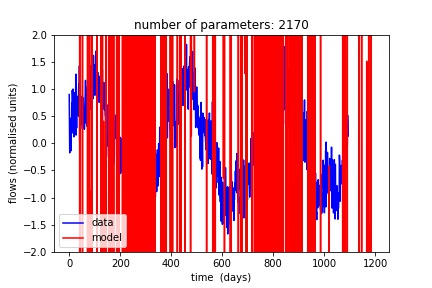 number of parameters: 2170
flows (normalised units)
2.0
1.5
1.0
0.5
0.0
−0.5
−1.0
−1.5
−2.0
data
model
0 200 400 600 800 1000 1200
time (days)